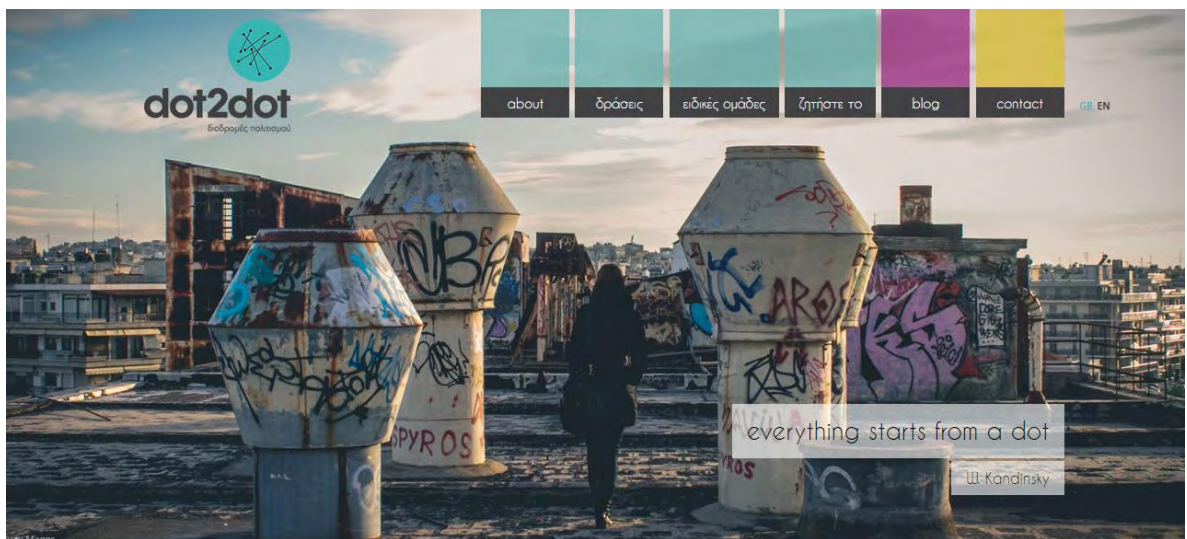 dot2dot
διαδρομές πολιτισμού
about
δράσεις
ειδικές ομάδες
ζητήστε το
blog
contact
GR EN
SPYROS
AROS
everything starts from a dot
W. Kandinsky